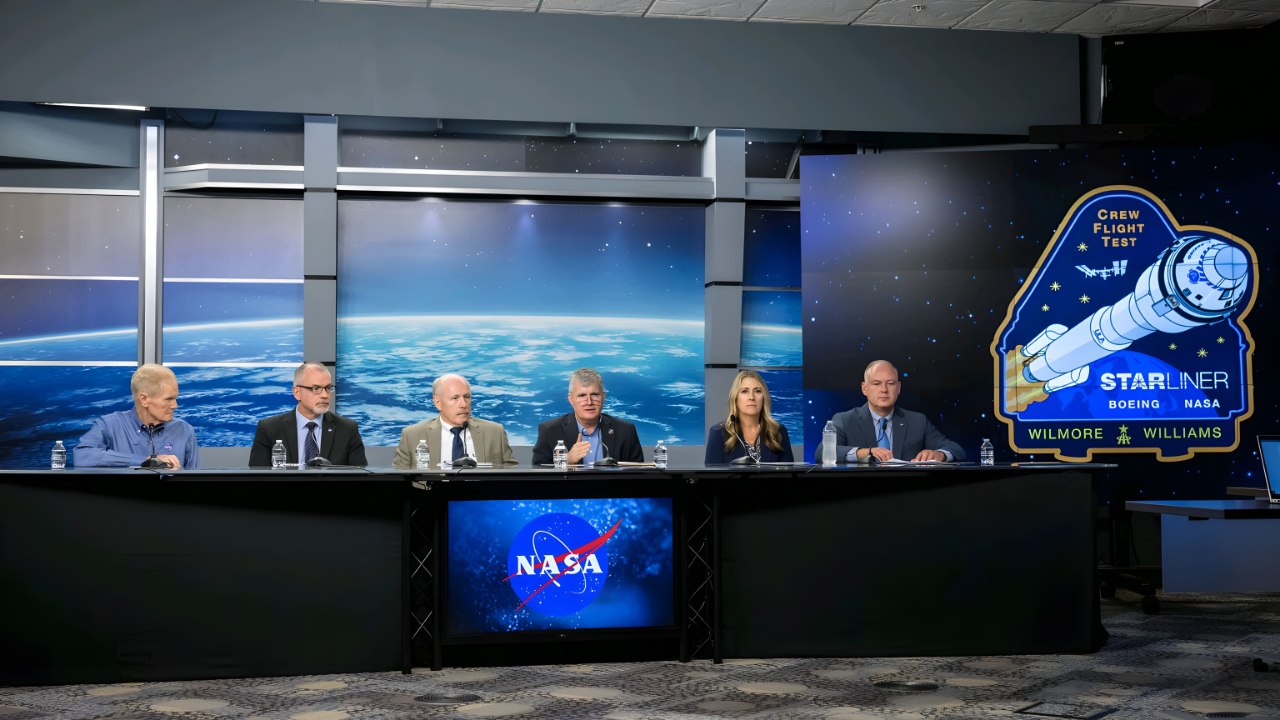 CREW
FLIGHT
TEST
STARLINER
BOEING NASA
WILMORE WILLIAMS
NASA